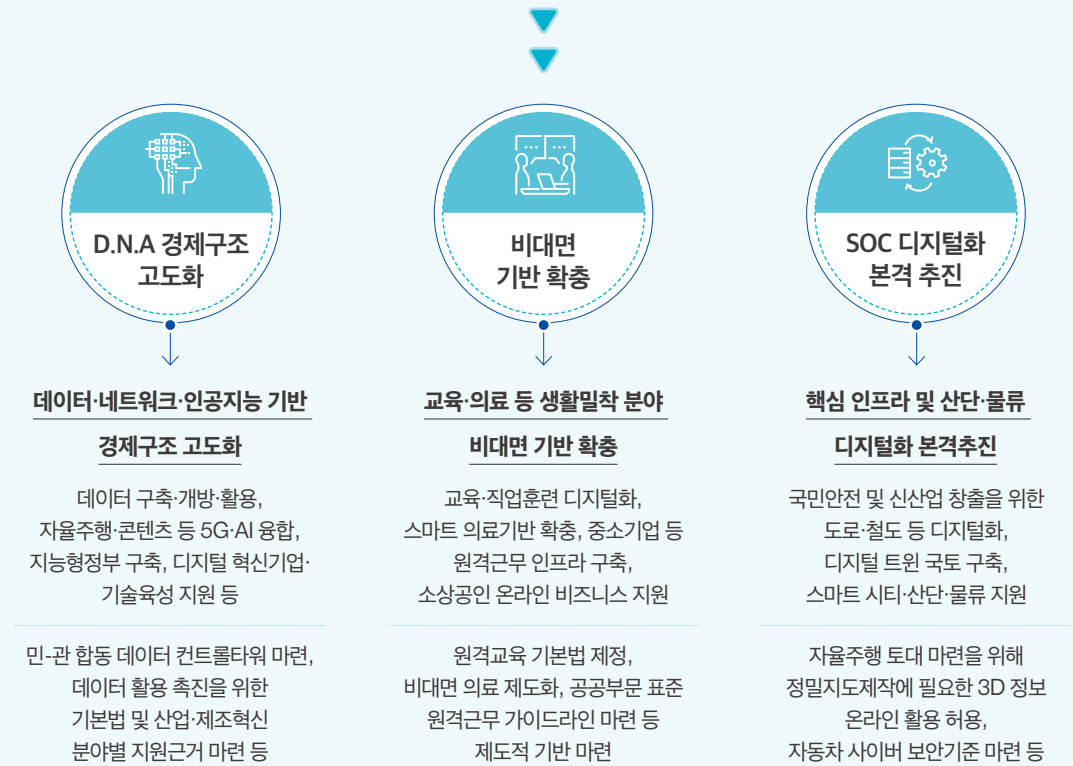 D.N.A 경제구조
고도화
데이터·네트워크·인공지능 기반
경제구조 고도화
데이터 구축·개방·활용,
자율주행·콘텐츠 등 5G·AI 융합,
지능형정부 구축, 디지털 혁신기업·
기술육성 지원 등
민-관 합동 데이터 컨트롤타워 마련,
데이터 활용 촉진을 위한
기본법 및 산업·제조혁신
분야별 지원근거 마련 등
비대면
기반 확충
교육·의료 등 생활밀착 분야
비대면 기반 확충
교육·직업훈련 디지털화,
스마트 의료기반 확충, 중소기업 등
원격근무 인프라 구축,
소상공인 온라인 비즈니스 지원
원격교육 기본법 제정,
비대면 의료 제도화, 공공부문 표준
원격근무 가이드라인 마련 등
제도적 기반 마련
SOC 디지털화
본격 추진
핵심 인프라 및 산단·물류
디지털화 본격추진
국민안전 및 신산업 창출을 위한
도로·철도 등 디지털화,
디지털 트윈 국토 구축,
스마트 시티·산단·물류 지원
자율주행 토대 마련을 위해
정밀지도제작에 필요한 3D 정보
온라인 활용 허용,
자동차 사이버 보안기준 마련 등